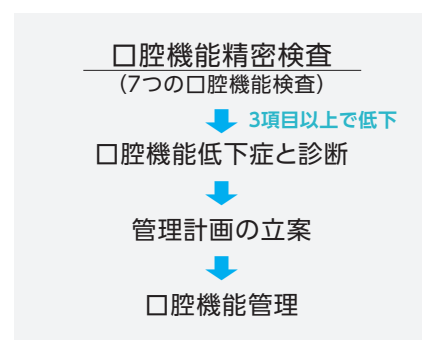 口腔機能精密検査
（7つの口腔機能検査）
3項目以上で低下
口腔機能低下症と診断
管理計画の立案
口腔機能管理